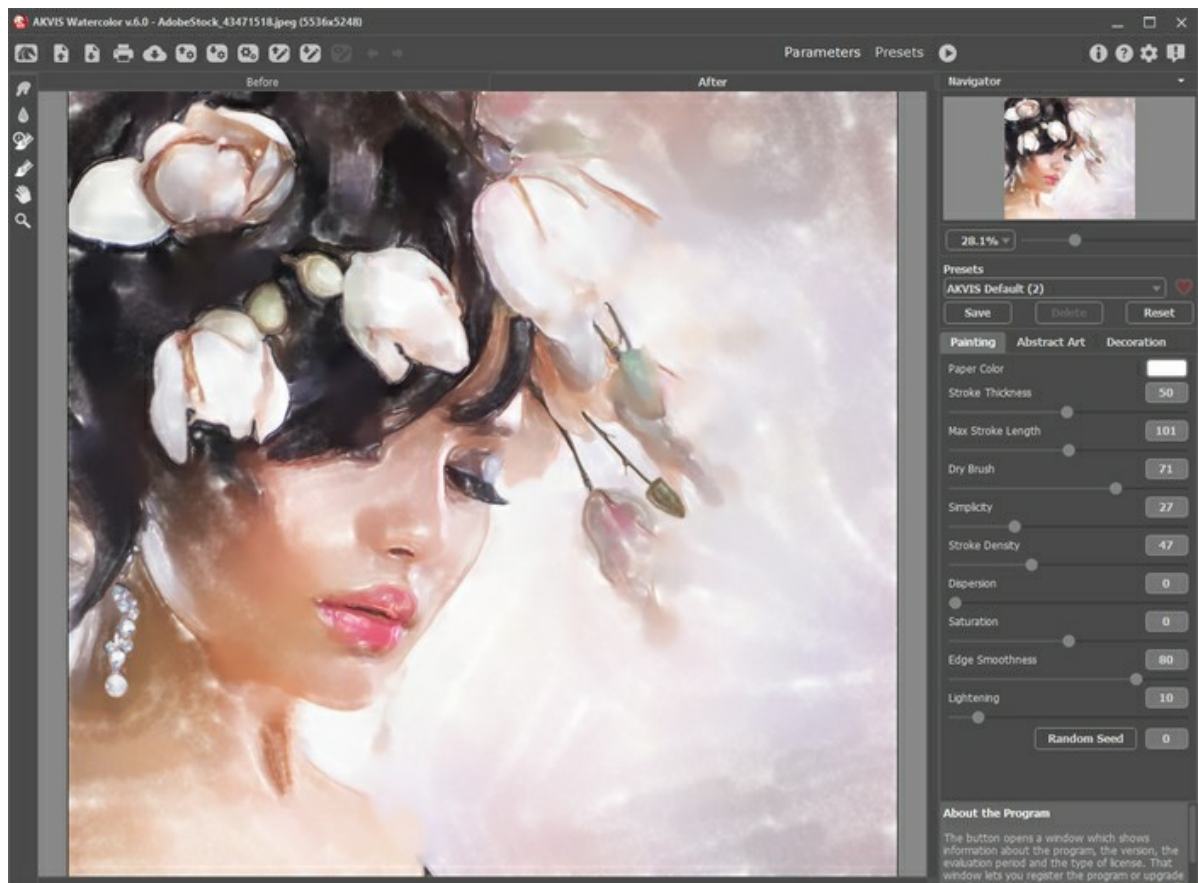 AKVIS Watercolor v.6.0 - AdobeStock_43471518.jpeg (5536x5248)
Parameters Presets
Before After
Navigator
28.1%
Presets
AKVIS Default (2)
Save Delete Reset
Painting Abstract Art Decoration
Paper Color
Stroke Thickness 50
Max Stroke Length 101
Dry Brush 71
Simplicity 27
Stroke Density 47
Dispersion 0
Saturation 0
Edge Smoothness 80
Lightening 10
Random Seed 0
About the Program
The button opens a window which shows
information about the program, the version, the
evaluation period and the type of license. That
window lets you register the program or upgrade